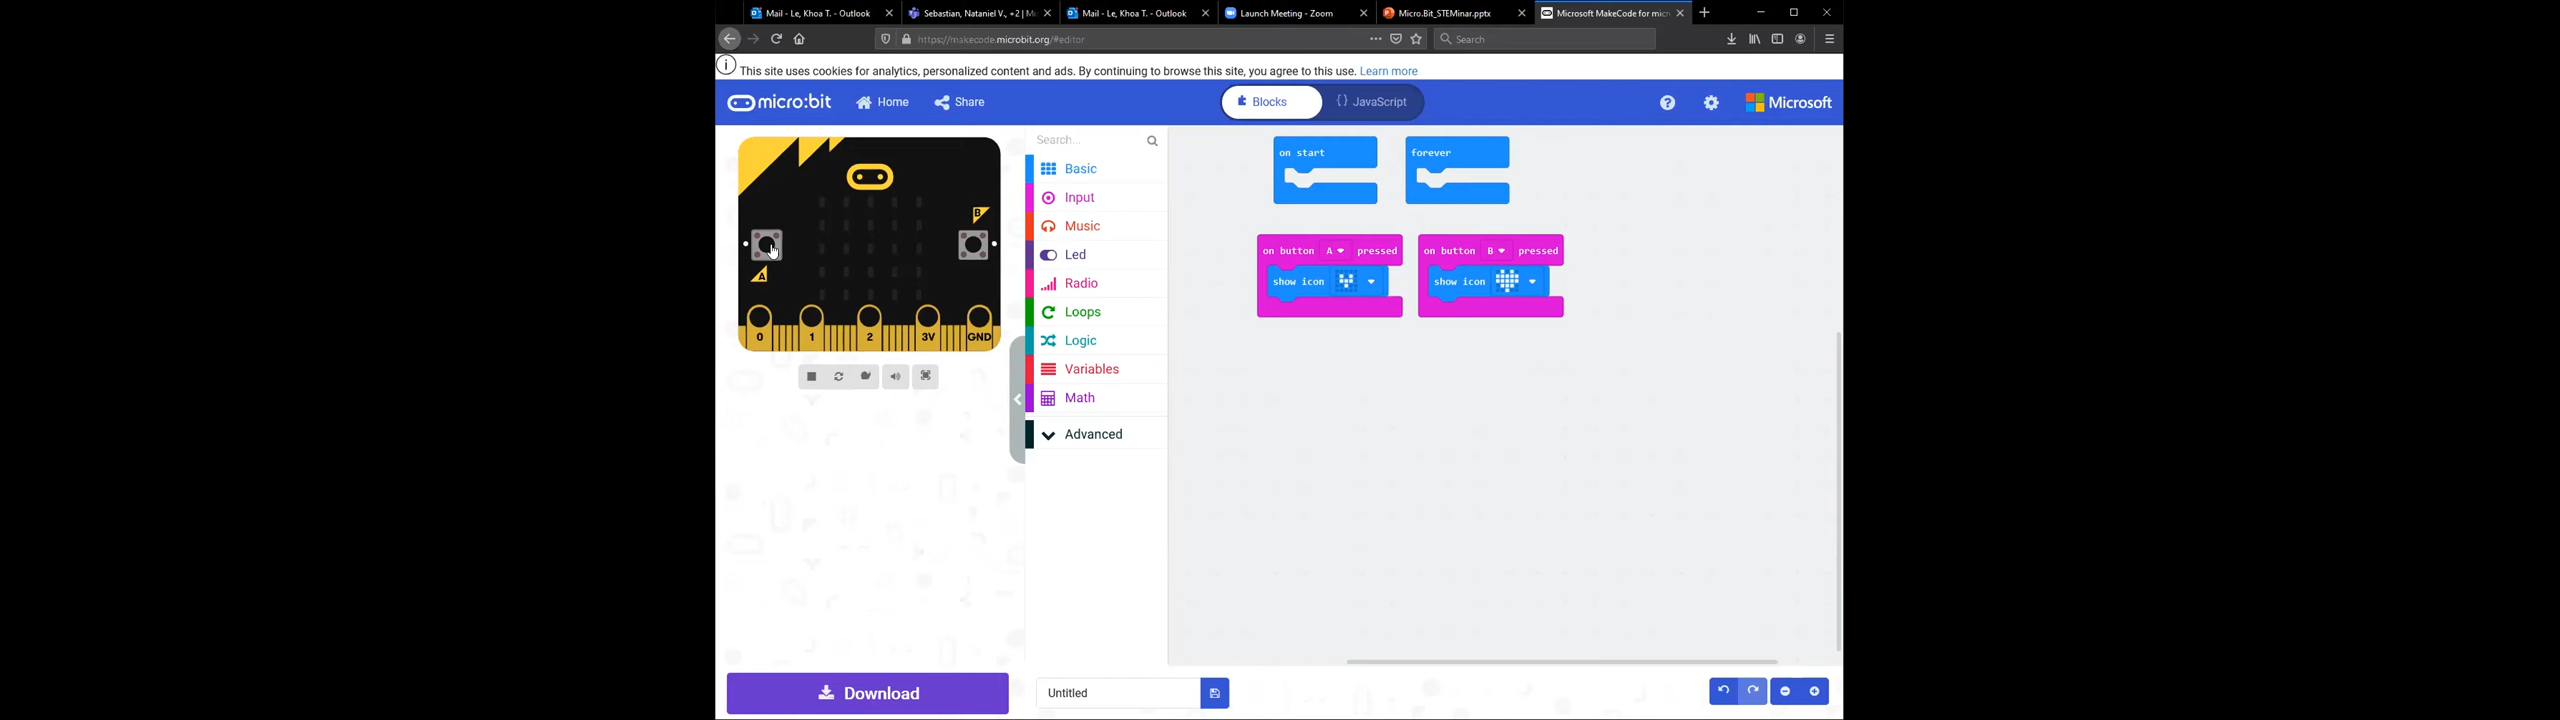 Mail - Le, Khoa T. - Outlook
Sebastian, Nataniel V., +2 | M
Mail - Le, Khoa T. - Outlook
Launch Meeting - Zoom
Micro.Bit_STEMinar.pptx
Microsoft MakeCode for micr
https://makecode.microbit.org/#editor
Search
This site uses cookies for analytics, personalized content and ads. By continuing to browse this site, you agree to this use. Learn more
micro:bit
Home
Share
Blocks
{} JavaScript
Microsoft
Search...
Basic
Input
Music
Led
Radio
Loops
Logic
Variables
Math
Advanced
B
A
0 1 2 3V GND
on start
forever
on button A pressed
show icon
on button B pressed
show icon
Download
Untitled